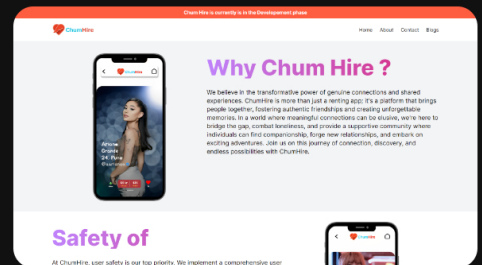 Chum Hire is currently is in the Developement phase
ChumHire
Home About Contact Blogs
Why Chum Hire ?
We believe in the transformative power of genuine connections and shared
experiences. ChumHire is more than just a renting app; it's a platform that brings
people together, fostering authentic friendships and creating unforgettable
memories. In a world where meaningful connections can be elusive, we're here to
bridge the gap, combat loneliness, and provide a supportive community where
individuals can find companionship, forge new relationships, and embark on
exciting adventures. Join us on this journey of connection, discovery, and
endless possibilities with ChumHire.
ChumHire
Ariana
Grande
Safety of
At ChumHire, user safety is our top priority. We implement a comprehensive user